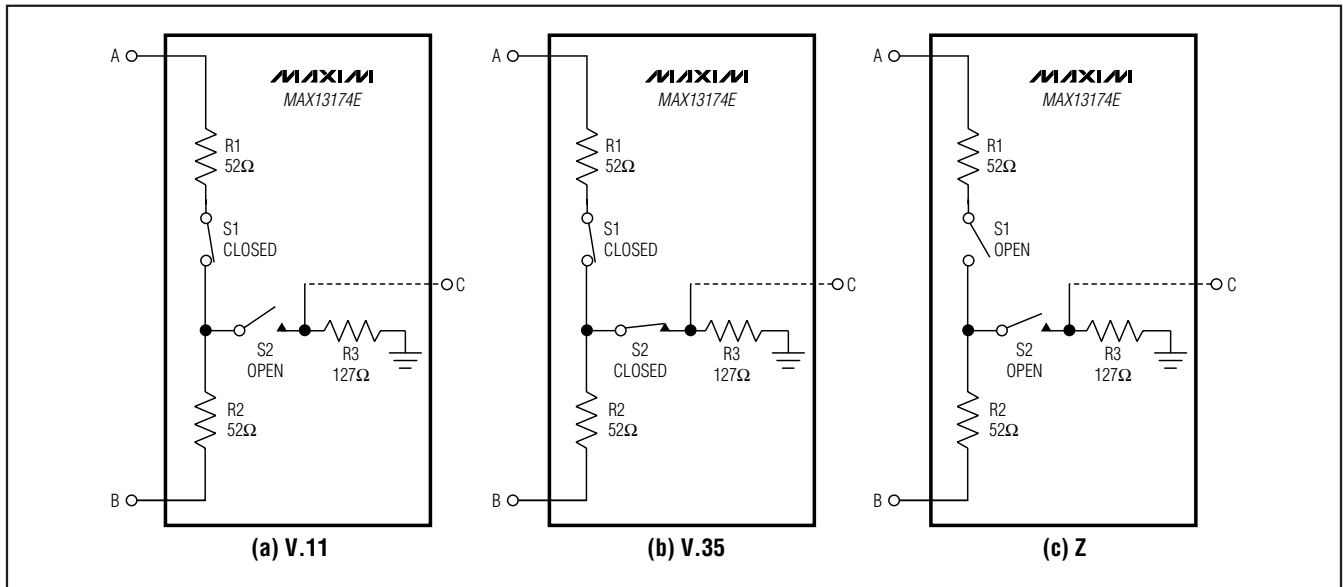 A
MAXIM
MAX13174E
R1
52Ω
S1
CLOSED
C
S2
OPEN
R3
127Ω
R2
52Ω
B
(a) V.11
A
MAXIM
MAX13174E
R1
52Ω
S1
CLOSED
C
S2
CLOSED
R3
127Ω
R2
52Ω
B
(b) V.35
A
MAXIM
MAX13174E
R1
52Ω
S1
OPEN
C
S2
OPEN
R3
127Ω
R2
52Ω
B
(c) Z